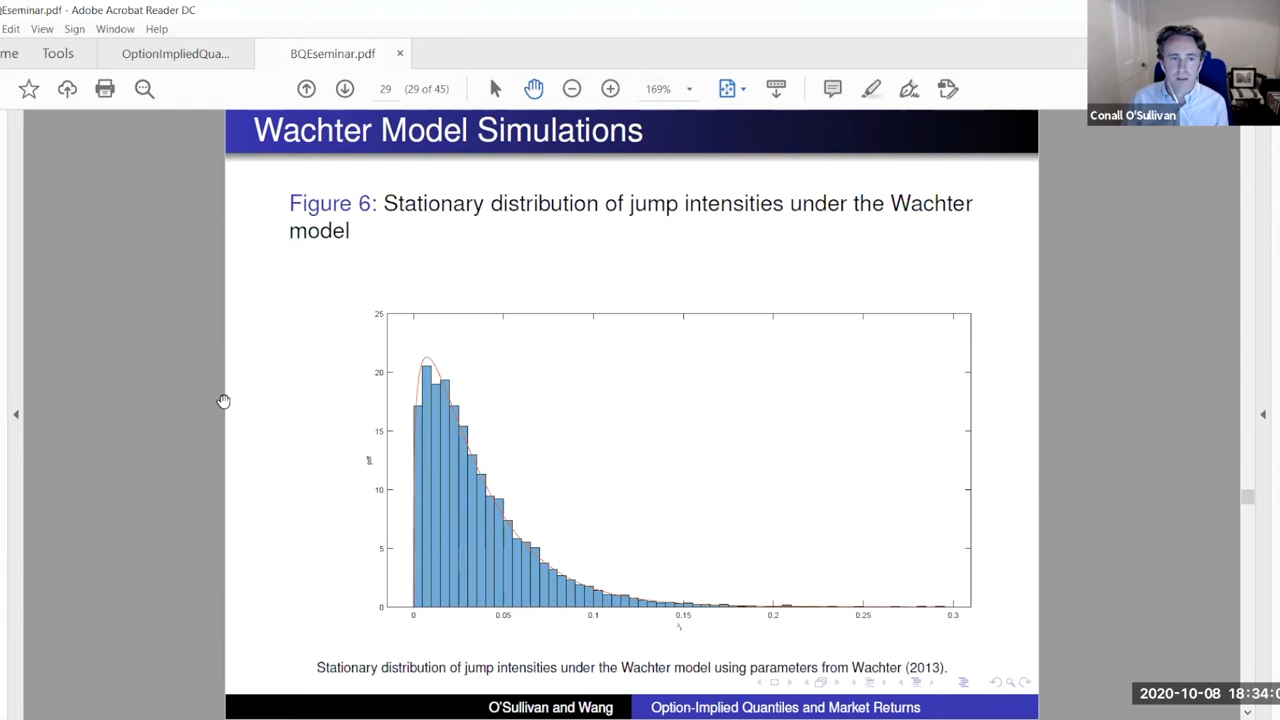 QEseminar.pdf - Adobe Acrobat Reader DC
Edit View Sign Window Help
me Tools OptionImpliedQua... BQEseminar.pdf ×
29 (29 of 45) 169%
Conall O'Sullivan
Wachter Model Simulations
Figure 6: Stationary distribution of jump intensities under the Wachter
model
25
20
15
10
5
0
pdf
0 0.05 0.1 0.15 0.2 0.25 0.3
Stationary distribution of jump intensities under the Wachter model using parameters from Wachter (2013).
O'Sullivan and Wang Option-Implied Quantiles and Market Returns
2020-10-08 18:34:0